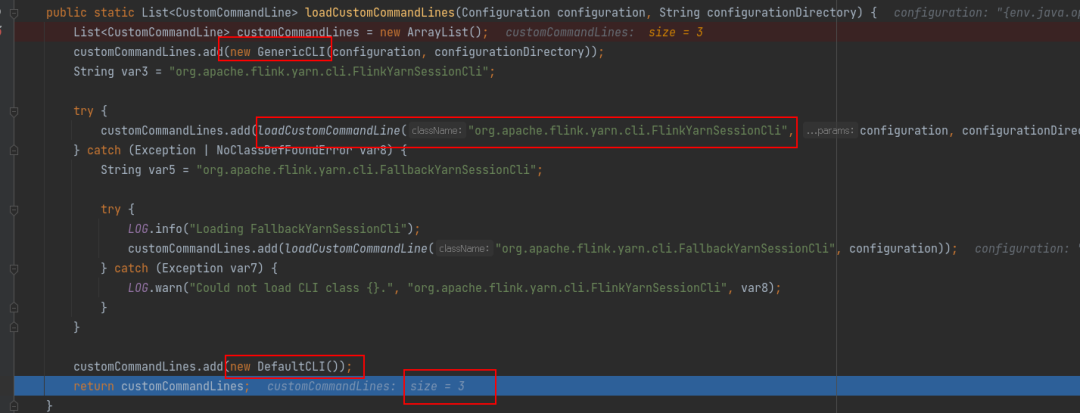 public static List<CustomCommandLine> loadCustomCommandLines(Configuration configuration, String configurationDirectory) { configuration: "{env.java.op
List<CustomCommandLine> customCommandLines = new ArrayList(); customCommandLines: size = 3
customCommandLines.add(new GenericCLI(configuration, configurationDirectory));
String var3 = "org.apache.flink.yarn.cli.FlinkYarnSessionCli";
try {
customCommandLines.add(loadCustomCommandLine( className: "org.apache.flink.yarn.cli.FlinkYarnSessionCli", ...params: configuration, configurationDirec
} catch (Exception | NoClassDefFoundError var8) {
String var5 = "org.apache.flink.yarn.cli.FallbackYarnSessionCli";
try {
LOG.info("Loading FallbackYarnSessionCli");
customCommandLines.add(loadCustomCommandLine( className: "org.apache.flink.yarn.cli.FallbackYarnSessionCli", configuration)); configuration: "
} catch (Exception var7) {
LOG.warn("Could not load CLI class {}.", "org.apache.flink.yarn.cli.FlinkYarnSessionCli", var8);
}
}
customCommandLines.add(new DefaultCLI());
return customCommandLines; customCommandLines: size = 3
}